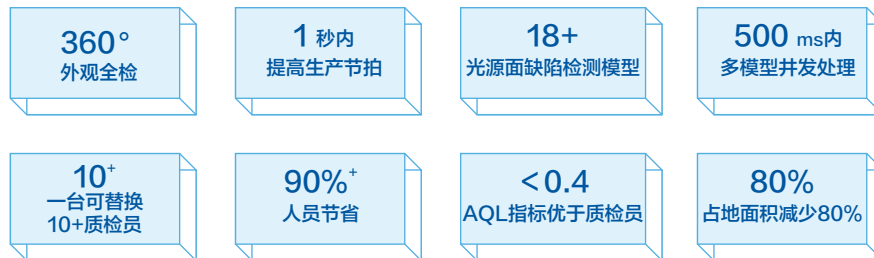 360°
外观全检
1 秒内
提高生产节拍
18+
光源面缺陷检测模型
500 ms内
多模型井发处理
10+
一台可替换
10+质检员
90%+
人员节省
<0.4
AQL指标优于质检员
80%
占地面积减少80%